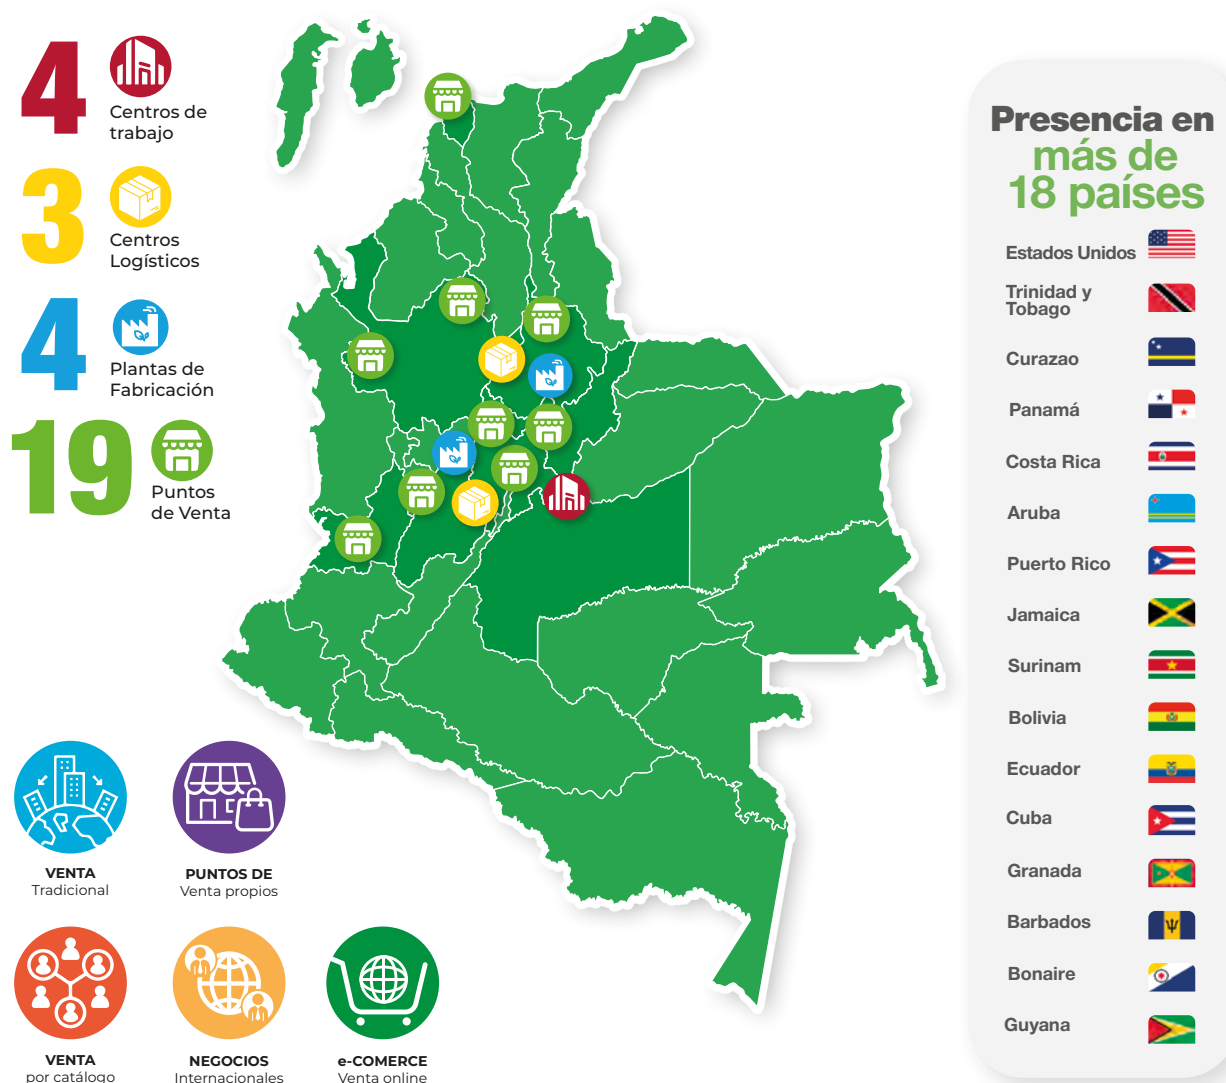 4
Centros de
trabajo
3
Centros
Logísticos
4
Plantas de
Fabricación
19
Puntos
de Venta
VENTA
Tradicional
PUNTOS DE
Venta propios
VENTA
por catálogo
NEGOCIOS
Internacionales
e-COMERCE
Venta online
Presencia en
más de
18 países
Estados Unidos
Trinidad y
Tobago
Curazao
Panamá
Costa Rica
Aruba
Puerto Rico
Jamaica
Surinam
Bolivia
Ecuador
Cuba
Granada
Barbados
Bonaire
Guyana